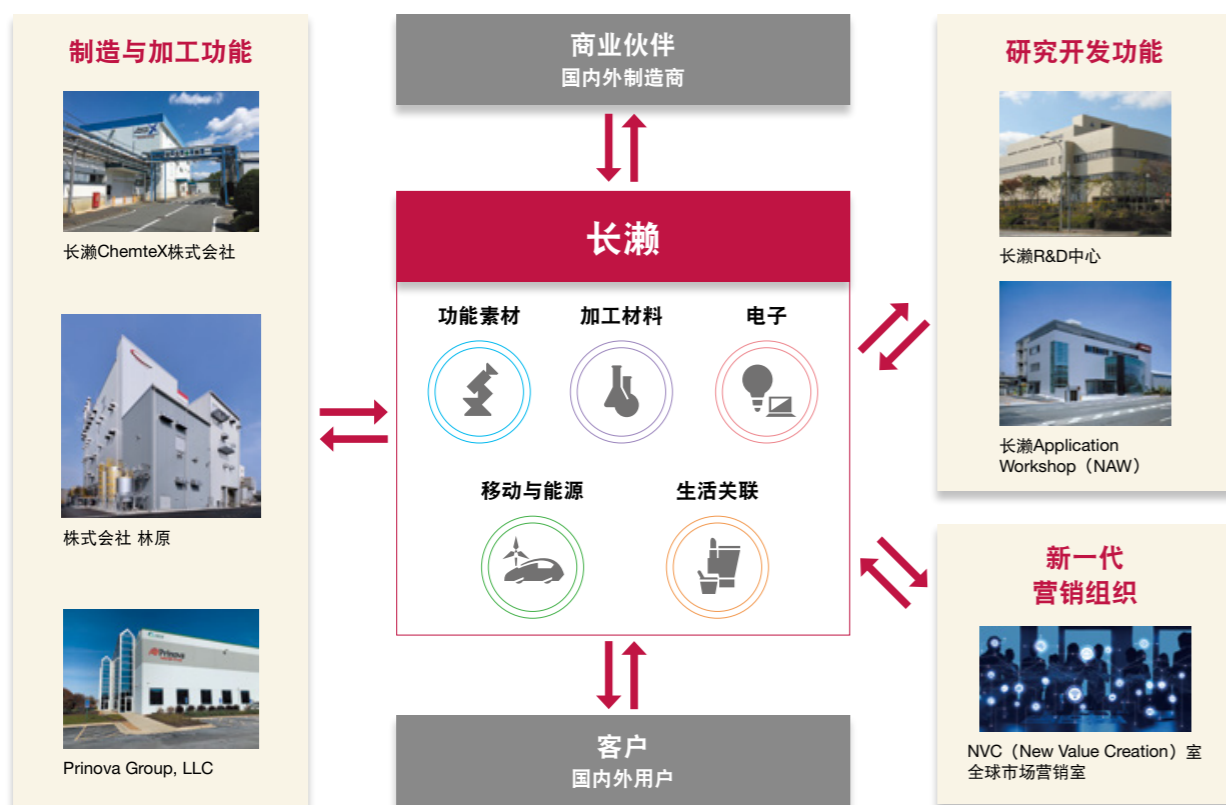 制造与加工功能
长濑ChemteX株式会社
株式会社 林原
Prinova
Prinova Group, LLC
商业伙伴
国内外制造商
长濑
功能素材
加工材料
电子
移动与能源
生活关联
客户
国内外用户
研究开发功能
长濑R&D中心
长濑Application
Workshop（NAW）
新一代
营销组织
NVC（New Value Creation）室
全球市场营销室